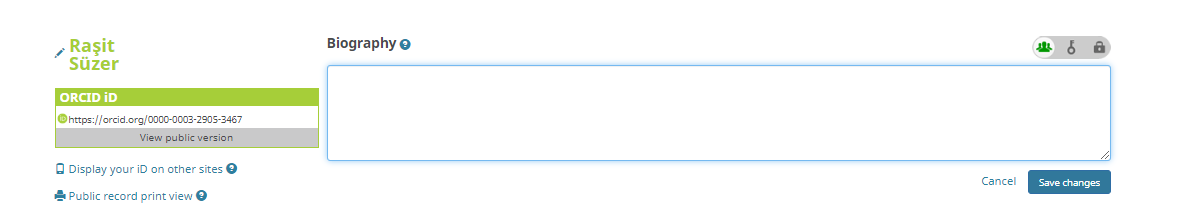 Raşit
Süzer
ORCID iD
https://orcid.org/0000-0003-2905-3467
View public version
Display your iD on other sites ?
Public record print view ?
Biography ?
Cancel
Save changes